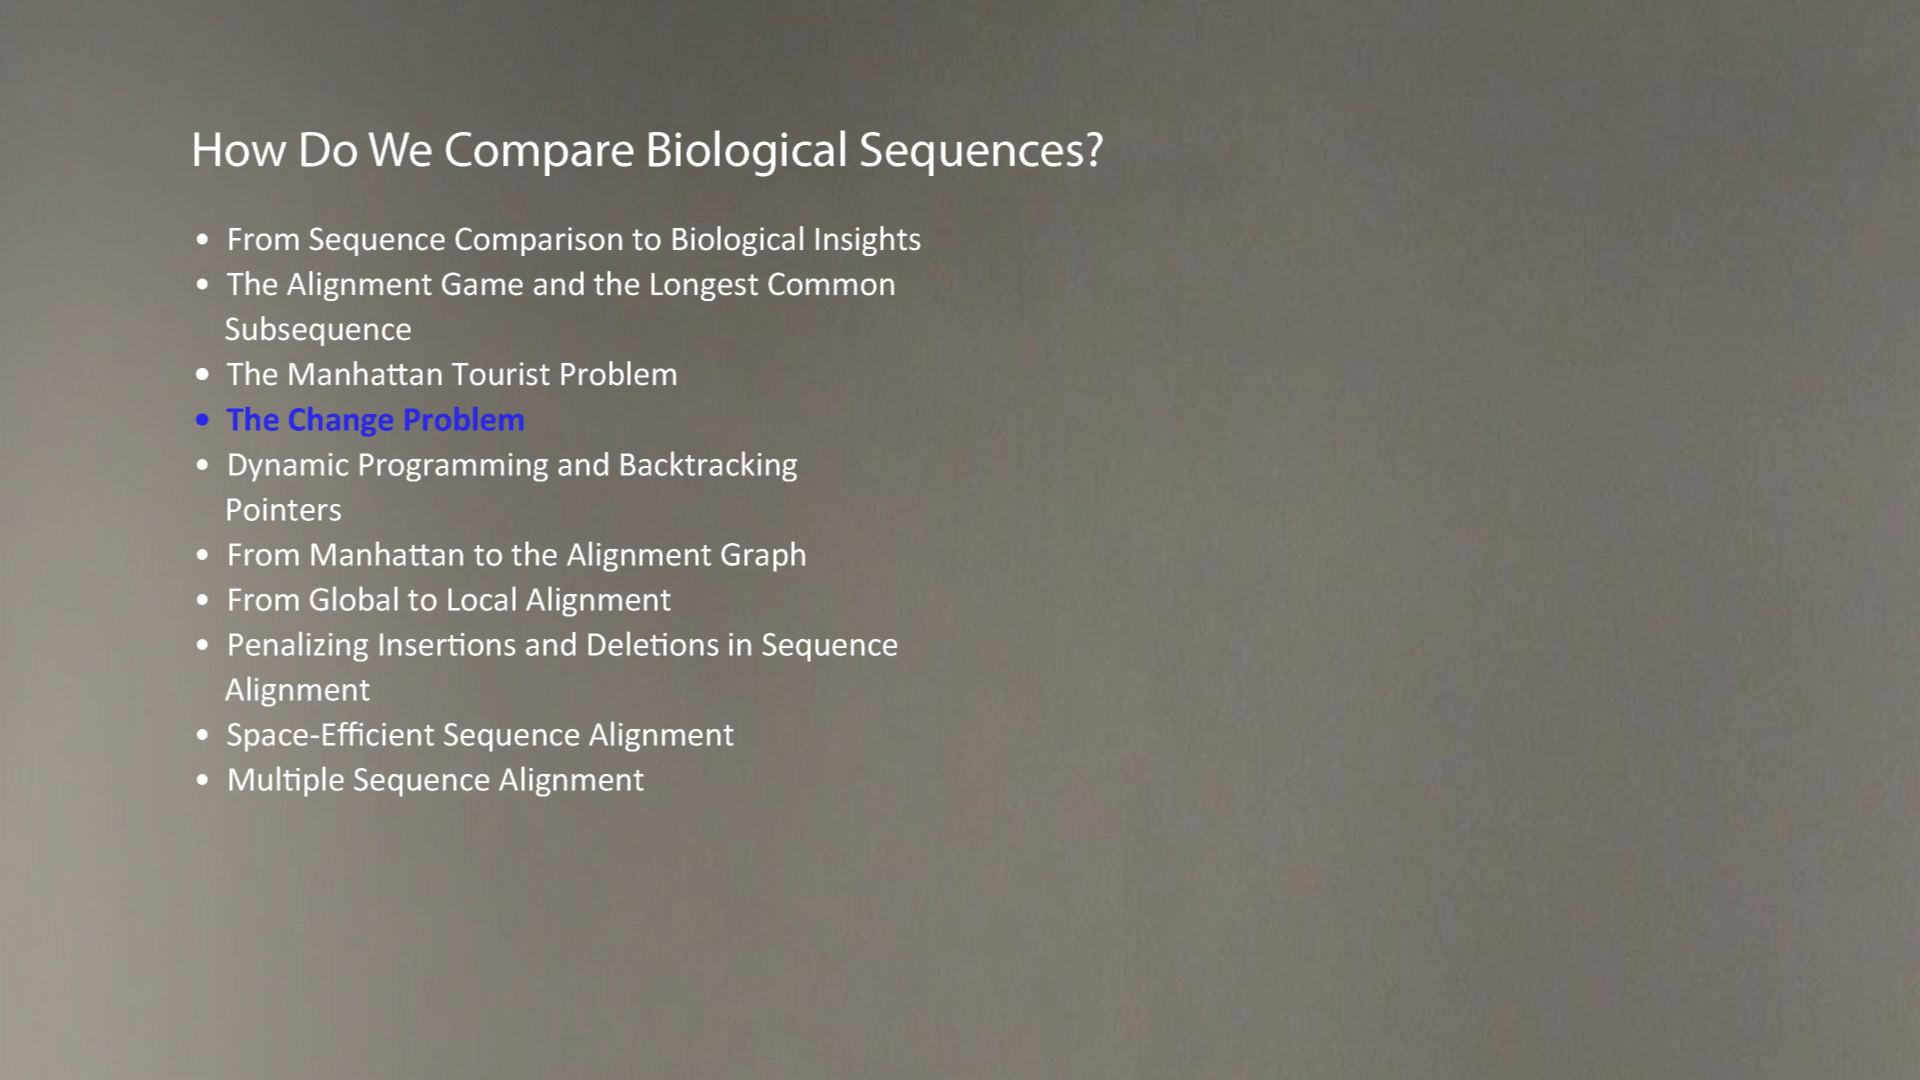 How Do We Compare Biological Sequences?
• From Sequence Comparison to Biological Insights
• The Alignment Game and the Longest Common
Subsequence
• The Manhattan Tourist Problem
• The Change Problem
• Dynamic Programming and Backtracking
Pointers
• From Manhattan to the Alignment Graph
• From Global to Local Alignment
• Penalizing Insertions and Deletions in Sequence
Alignment
• Space-Efficient Sequence Alignment
• Multiple Sequence Alignment